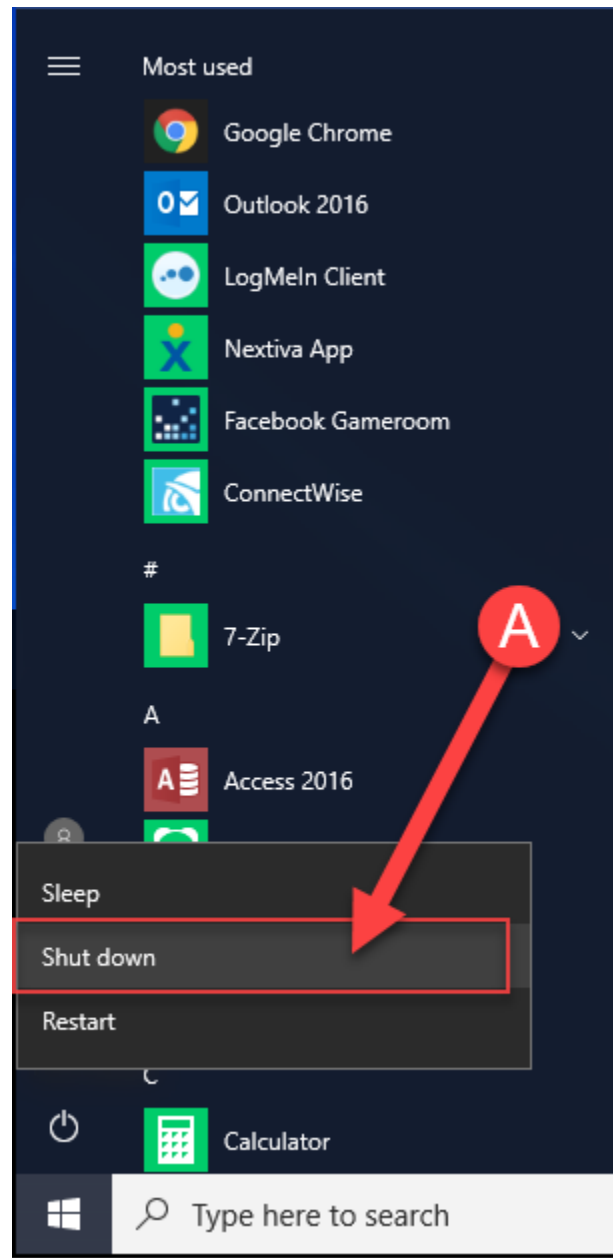 Most used
Google Chrome
Outlook 2016
LogMeIn Client
Nextiva App
Facebook Gameroom
ConnectWise
#
7-Zip
A
A
Access 2016
Sleep
Shut down
Restart
C
Calculator
Type here to search